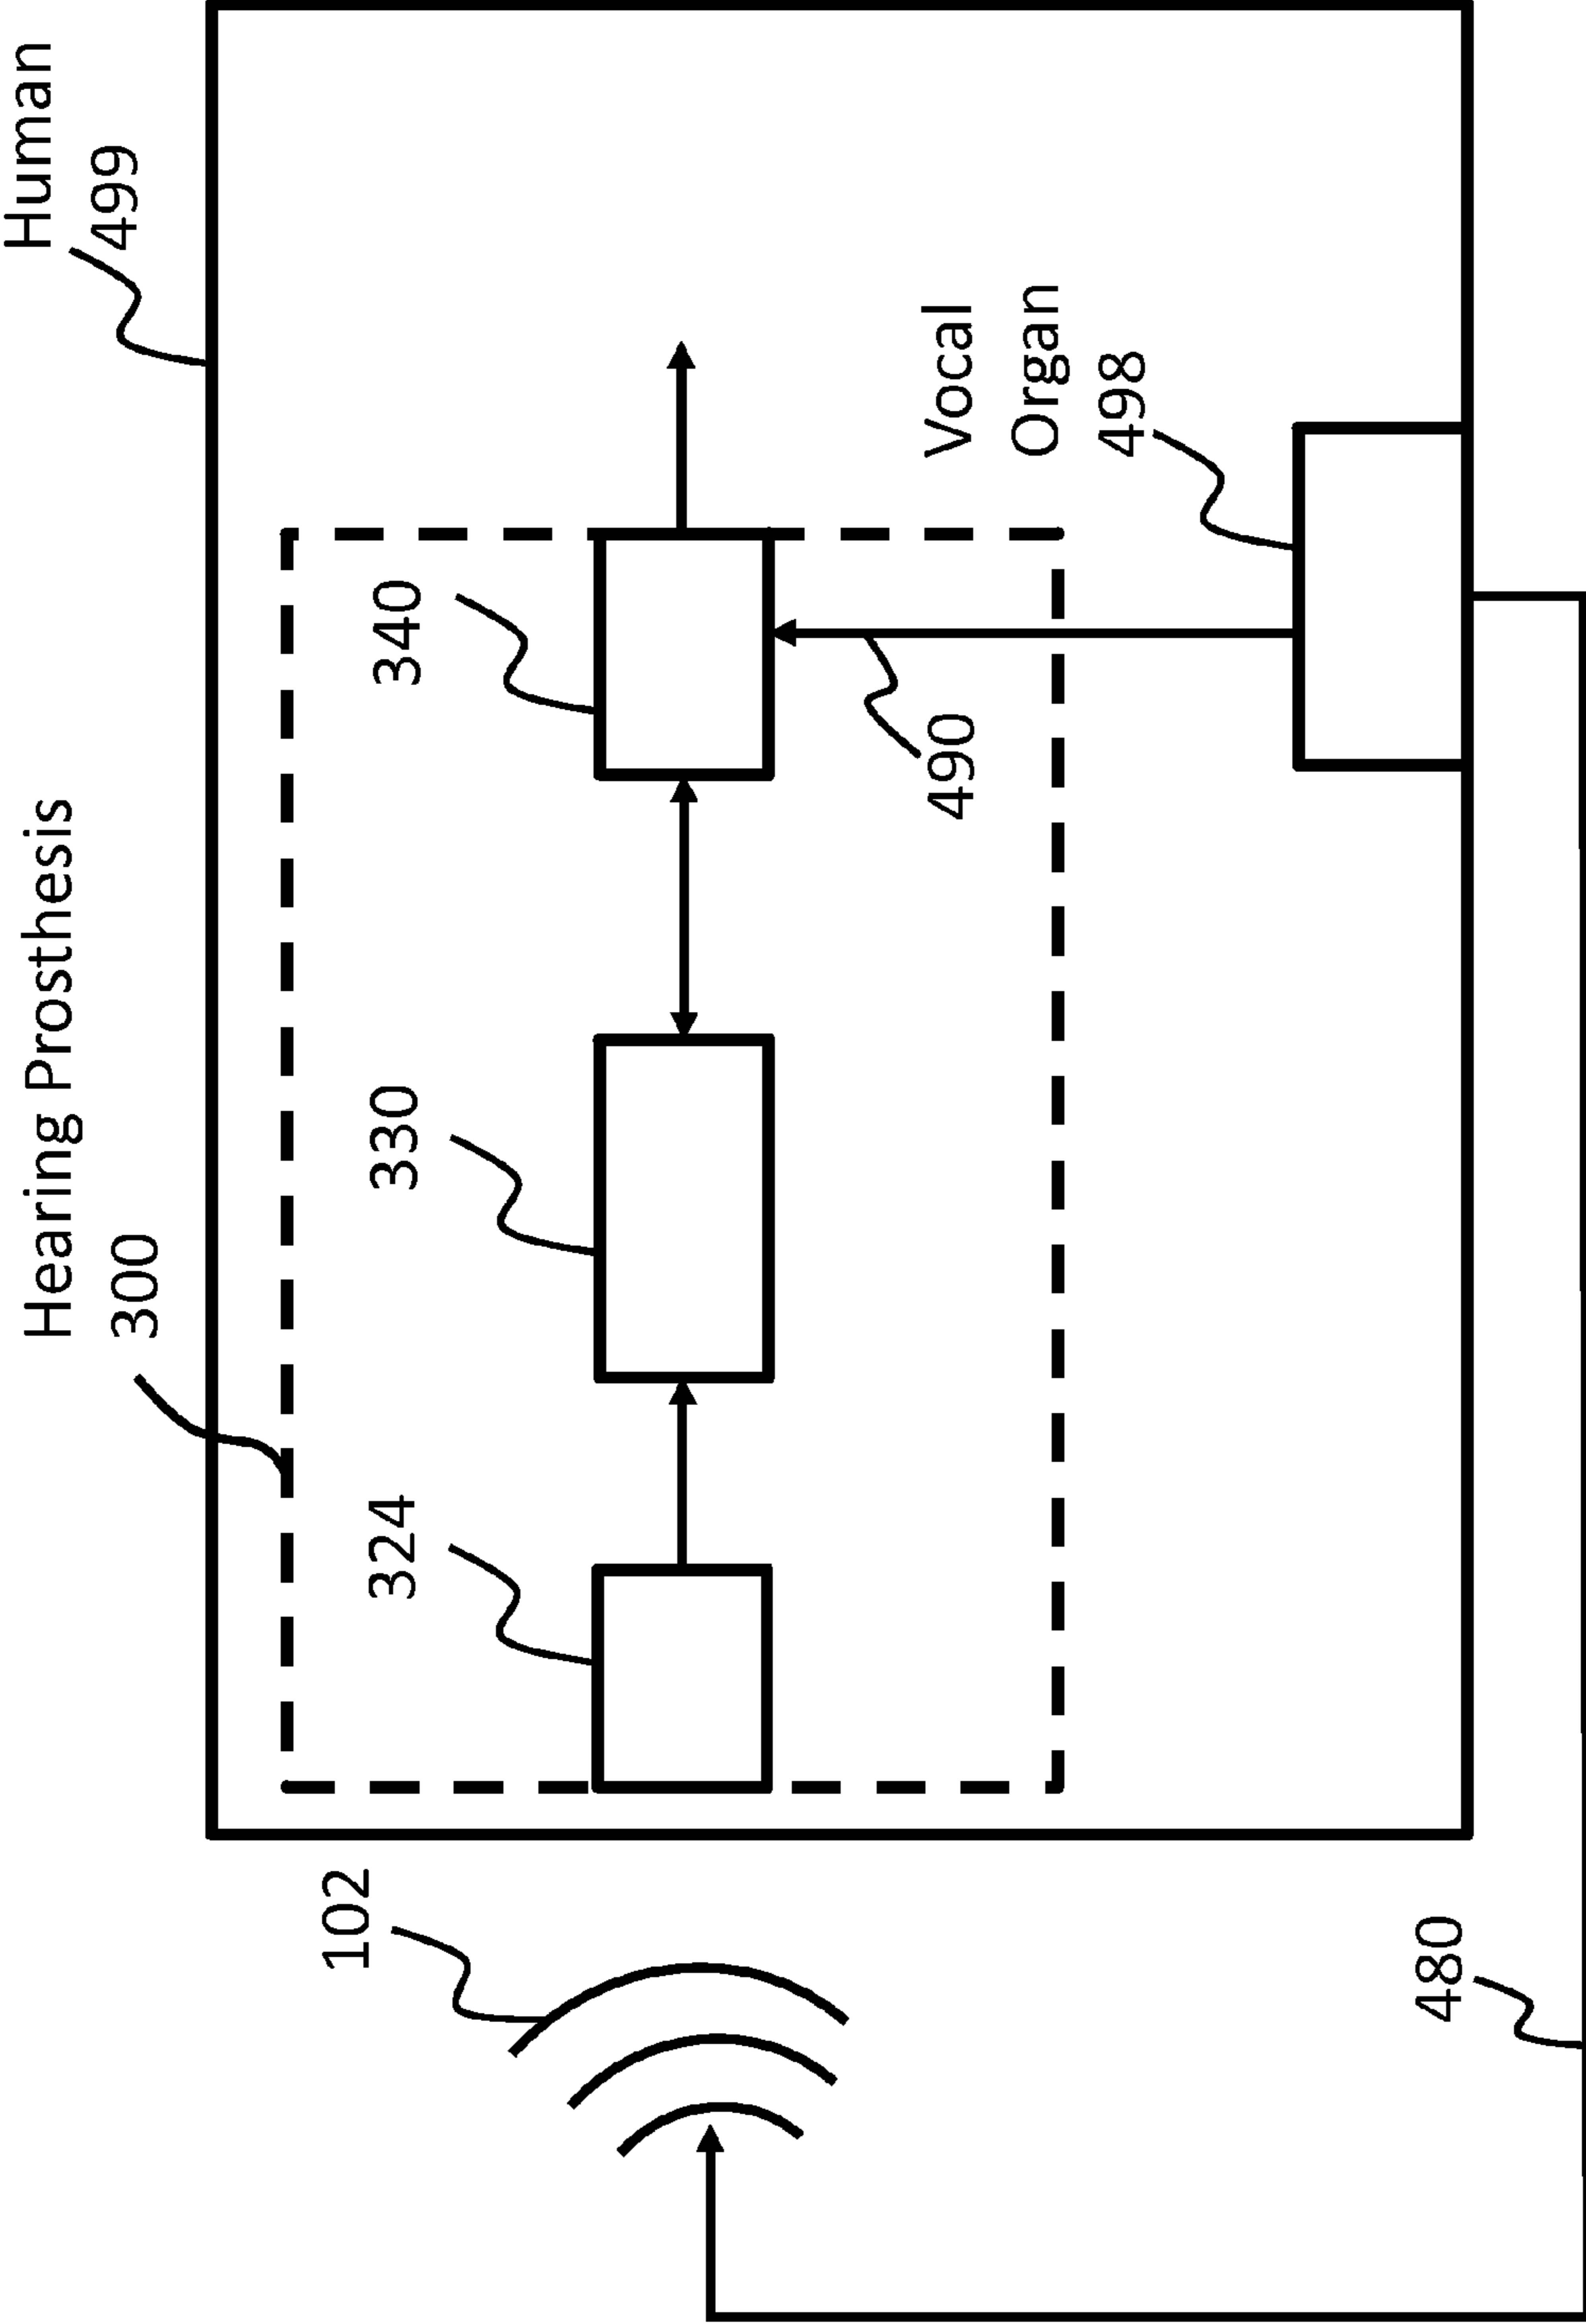 Human
499
Hearing Prosthesis
300
340
330
324
102
Vocal
Organ
498
490
480